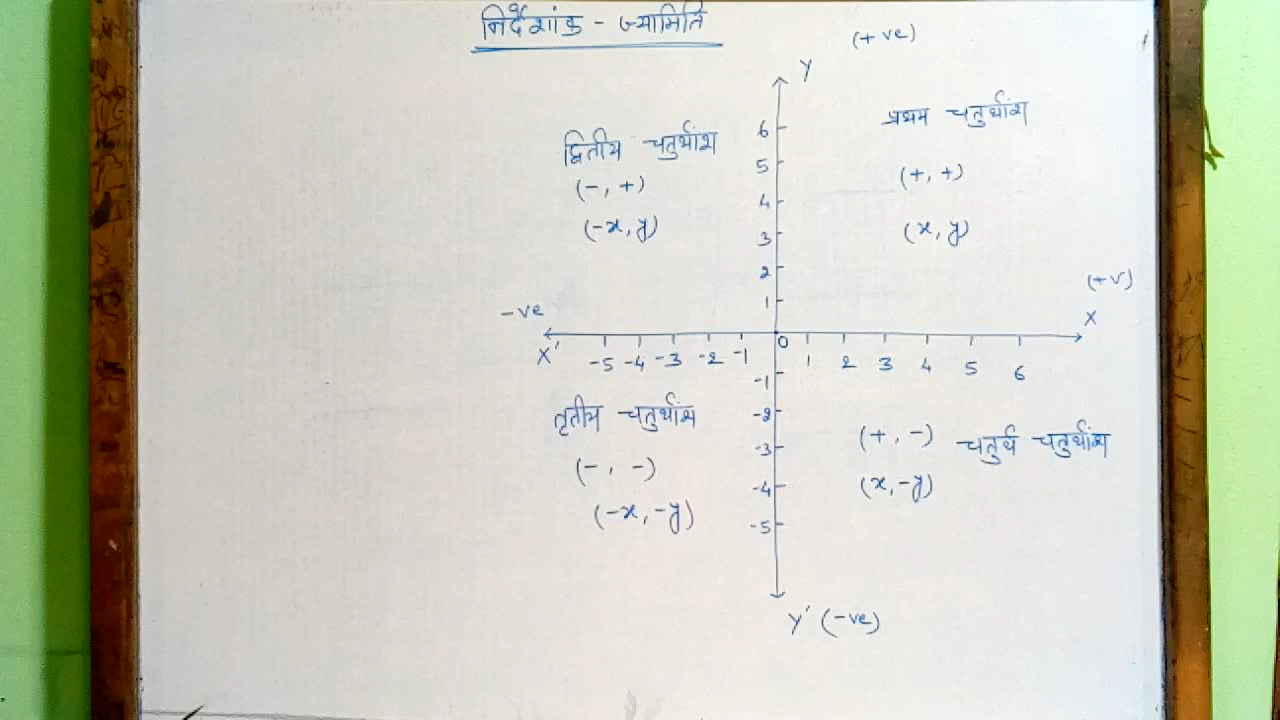 निर्देशांक - ज्यामिति
(+ve)
Y
प्रथम चतुर्थांश
द्वितीय चतुर्थांश
(-, +)
(-x, y)
(+, +)
(x, y)
6
5
4
3
2
1
(+v)
X
-ve
X'
-5 -4 -3 -2 -1 0 1 2 3 4 5 6
-1
-2
-3
-4
-5
तृतीय चतुर्थांश
(-, -)
(-x, -y)
(+, -) चतुर्थ चतुर्थांश
(x, -y)
Y' (-ve)